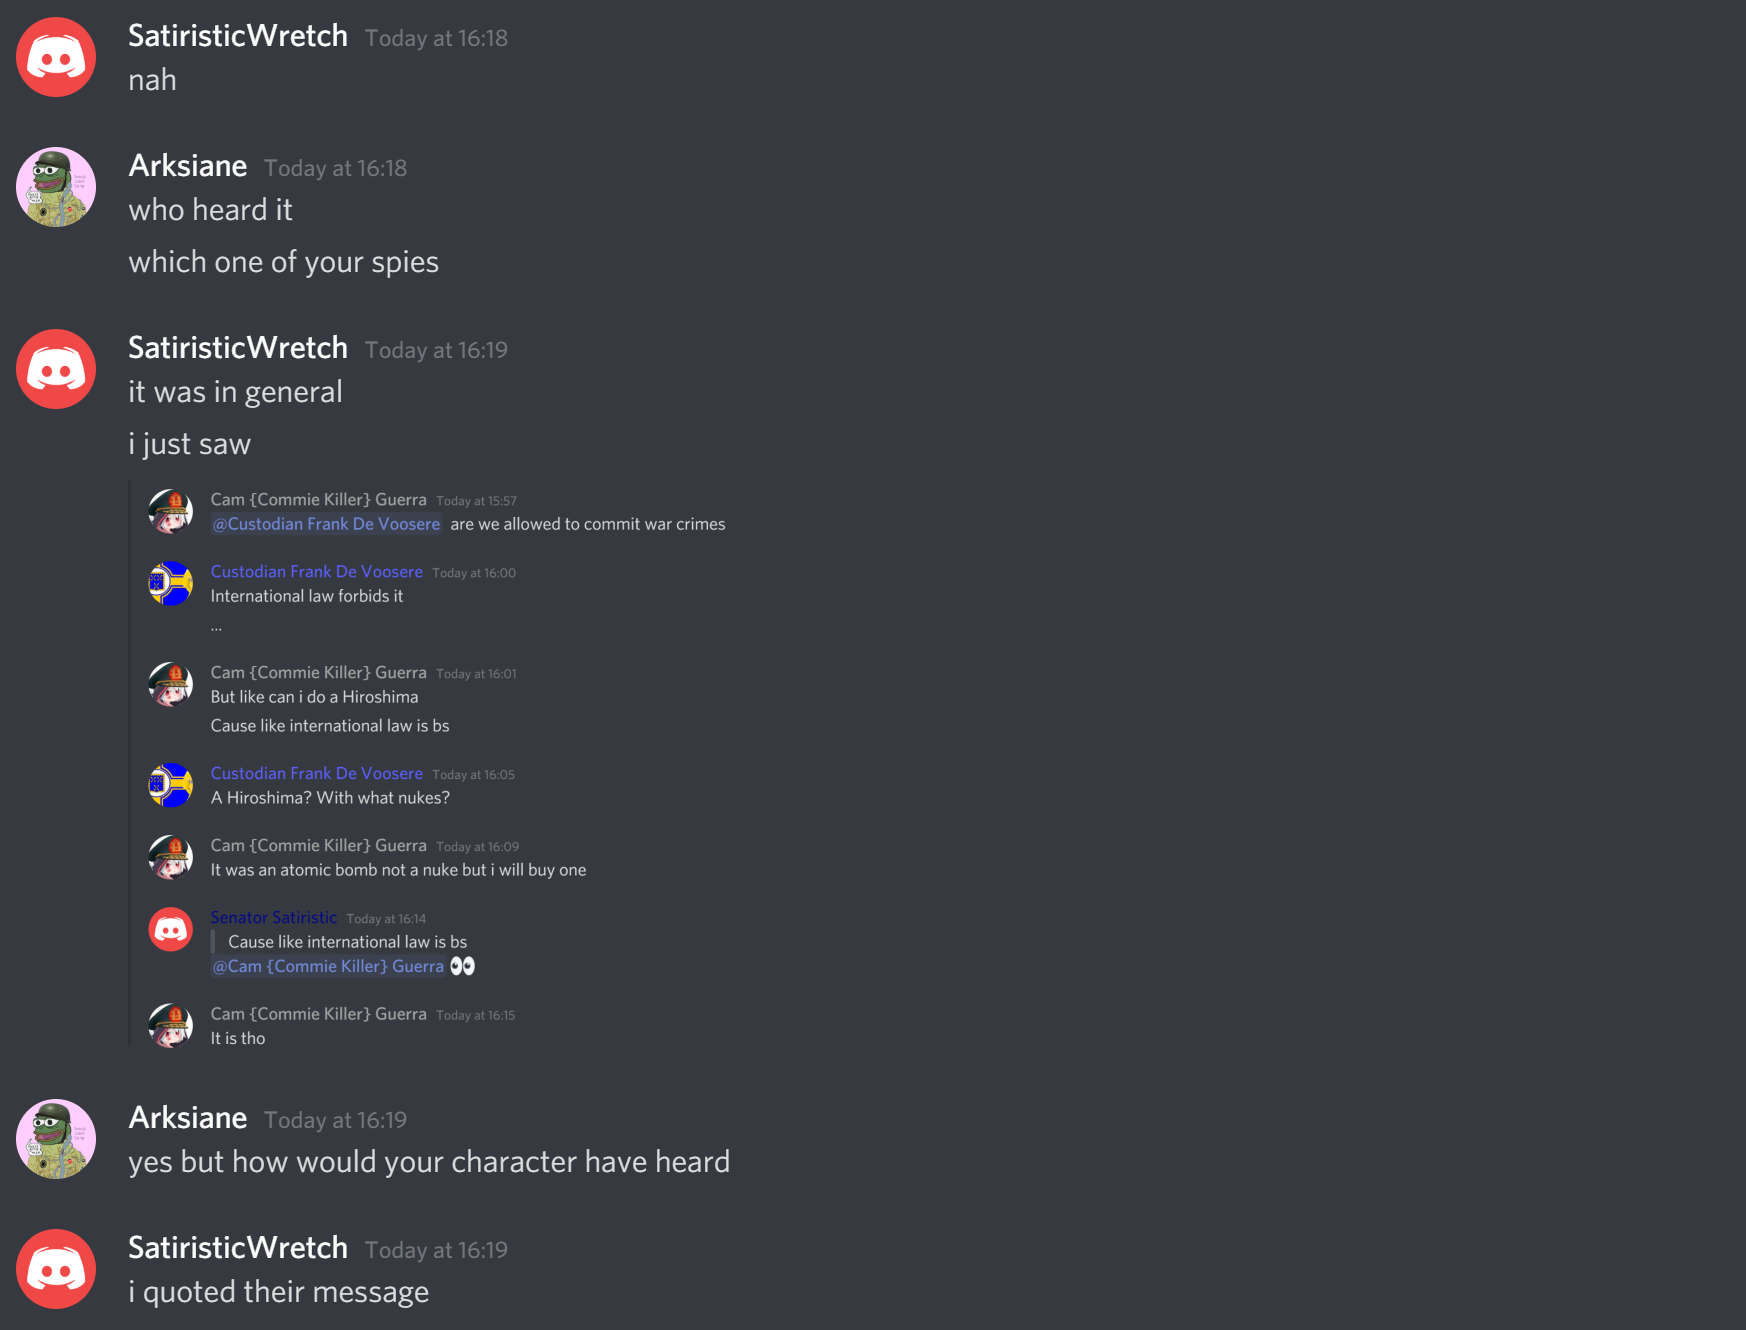 SatiristicWretch Today at 16:18
nah
Arksiane Today at 16:18
who heard it
which one of your spies
SatiristicWretch Today at 16:19
it was in general
i just saw
Cam {Commie Killer} Guerra Today at 15:57
@Custodian Frank De Voosere are we allowed to commit war crimes
Custodian Frank De Voosere Today at 16:00
International law forbids it
...
Cam {Commie Killer} Guerra Today at 16:01
But like can i do a Hiroshima
Cause like international law is bs
Custodian Frank De Voosere Today at 16:05
A Hiroshima? With what nukes?
Cam {Commie Killer} Guerra Today at 16:09
It was an atomic bomb not a nuke but i will buy one
Senator Satiristic Today at 16:14
Cause like international law is bs
@Cam {Commie Killer} Guerra 👀
Cam {Commie Killer} Guerra Today at 16:15
It is tho
Arksiane Today at 16:19
yes but how would your character have heard
SatiristicWretch Today at 16:19
i quoted their message